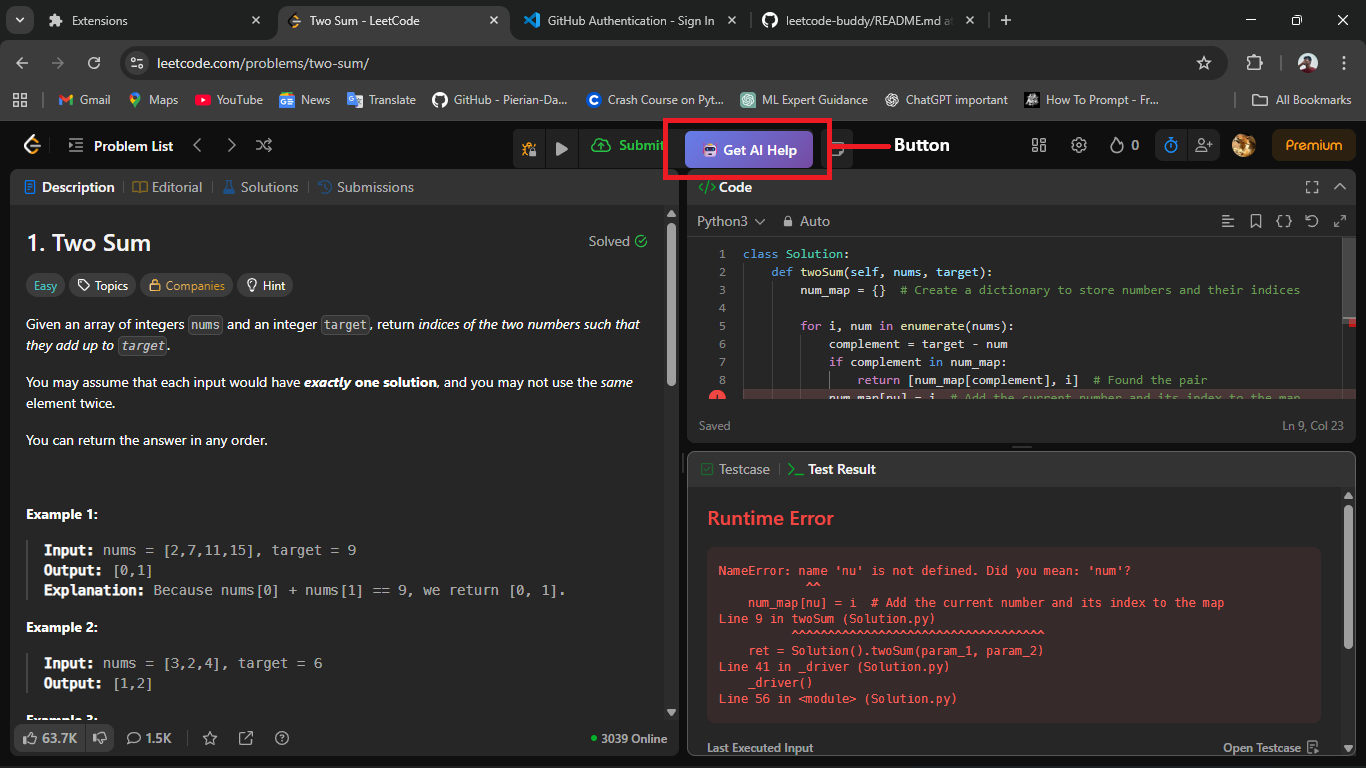 Extensions
Two Sum - LeetCode
GitHub Authentication - Sign In
leetcode-buddy/README.md a
leetcode.com/problems/two-sum/
Gmail
Maps
YouTube
News
Translate
GitHub - Pierian-Da...
Crash Course on Pyt...
ML Expert Guidance
ChatGPT important
How To Prompt - Fr...
All Bookmarks
Problem List
Submit
Get AI Help
Button
0
Premium
Description
Editorial
Solutions
Submissions
1. Two Sum
Solved
Easy
Topics
Companies
Hint
Given an array of integers nums and an integer target, return indices of the two numbers such that
they add up to target.
You may assume that each input would have exactly one solution, and you may not use the same
element twice.
You can return the answer in any order.
Example 1:
Input: nums = [2,7,11,15], target = 9
Output: [0,1]
Explanation: Because nums[0] + nums[1] == 9, we return [0, 1].
Example 2:
Input: nums = [3,2,4], target = 6
Output: [1,2]
Example 3:
63.7K
1.5K
3039 Online
</> Code
Python3
Auto
1 class Solution:
2 def twoSum(self, nums, target):
3 num_map = {} # Create a dictionary to store numbers and their indices
4
5 for i, num in enumerate(nums):
6 complement = target - num
7 if complement in num_map:
8 return [num_map[complement], i] # Found the pair
num_map[nu] = i # Add the current number and its index to the map
Saved
Ln 9, Col 23
Testcase
Test Result
Runtime Error
NameError: name 'nu' is not defined. Did you mean: 'num'?
^^
num_map[nu] = i # Add the current number and its index to the map
Line 9 in twoSum (Solution.py)
^^^^^^^^^^^^^^^^^^^^^^^^^^^^^^^^^^^
ret = Solution().twoSum(param_1, param_2)
Line 41 in _driver (Solution.py)
_driver()
Line 56 in <module> (Solution.py)
Last Executed Input
Open Testcase